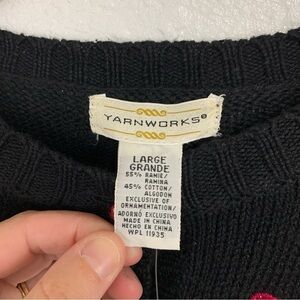 YARNWORKS®
LARGE
GRANDE
55% RAMIE/
RAMINA
45% COTTON/
ALGODON
EXCLUSIVE OF
ORNAMENTATION/
ADORNO EXCLUSIVO
MADE IN CHINA
HECHO EN CHINA
WPL 11935